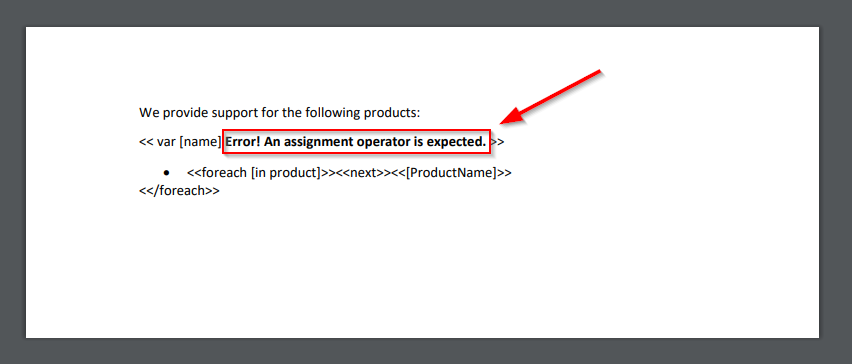 We provide support for the following products:
<< var [name] Error! An assignment operator is expected. >>
• <<foreach [in product]>><<next>><<[ProductName]>>
<</foreach>>